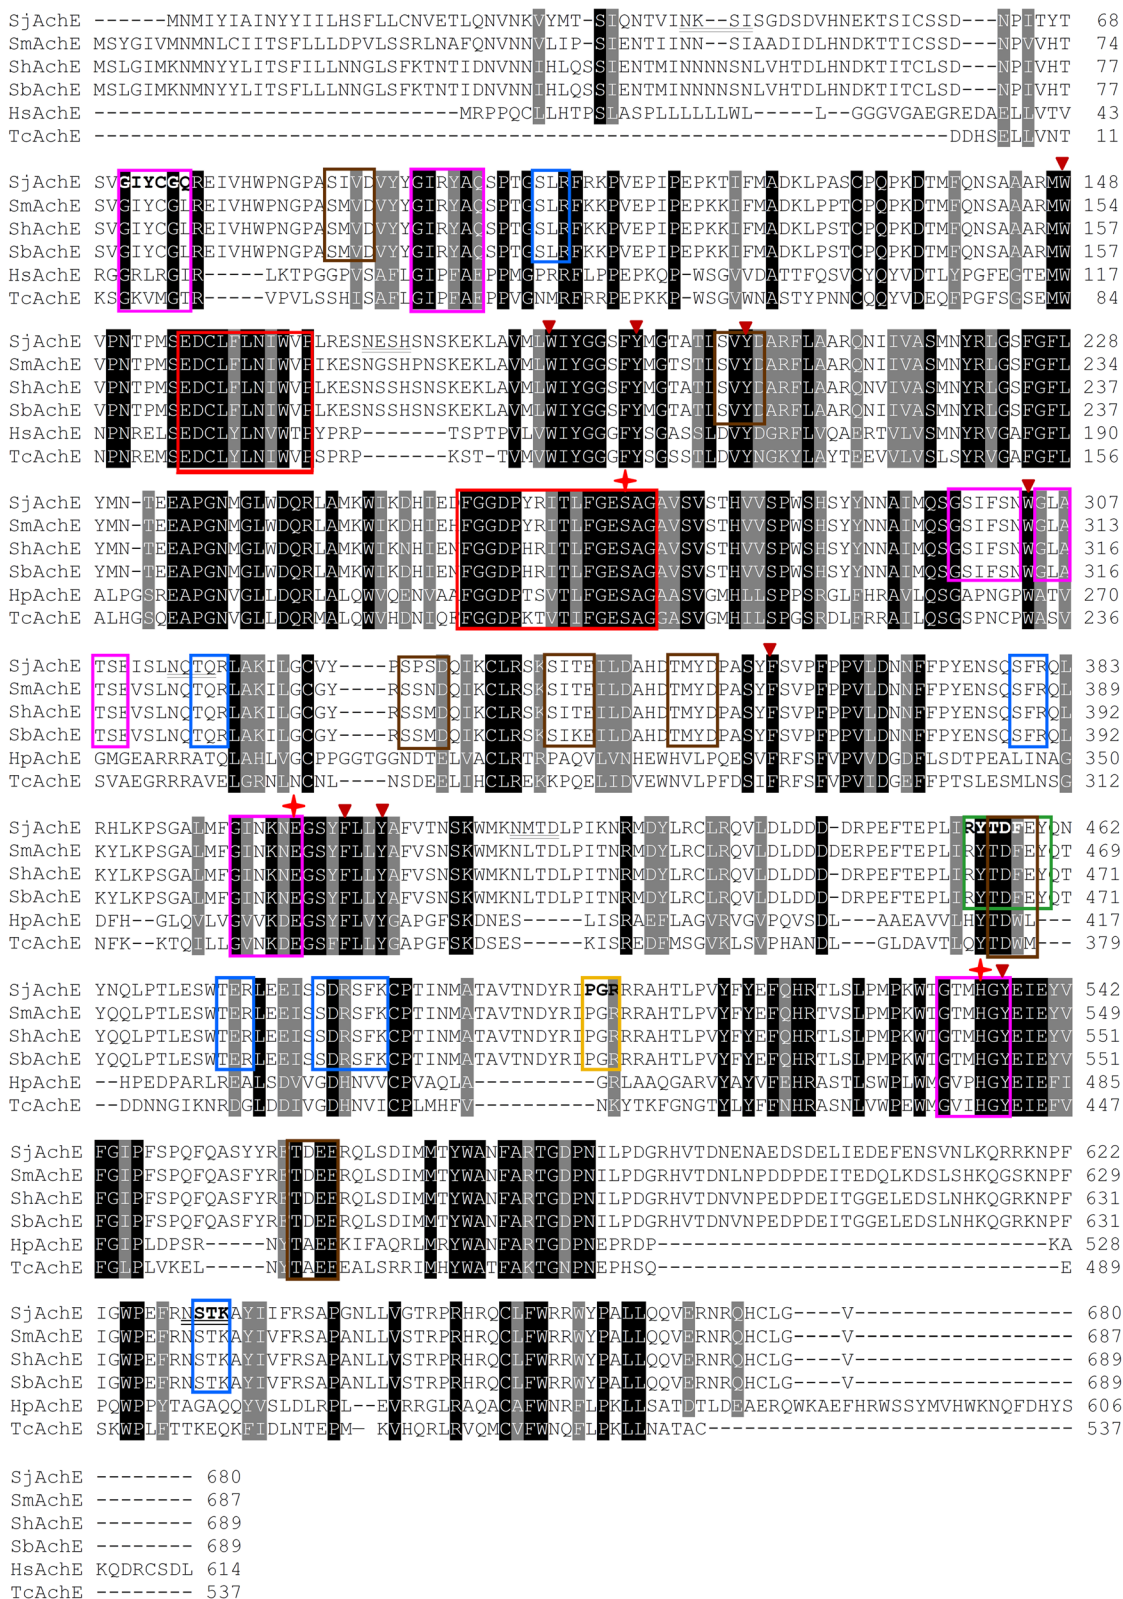 SjAchE ------MNMIYIAINYYIILHSFLLCNVETLQNVNKVYMT-SIQNTVINNK--SISGDSDVHNEKTSICSSD---NPITYT 68
SmAchE MSYGIVMNMNLCIITSFLLLDPVLSSRLNAFQNVNNVLIP-SIENTIINN--SIAADIDLHNDKTTICSSD---NPVVHT 74
ShAchE MSLGIMKNMNYYLITSFILLNNGLSFKTNTIDNVNNIHLQSSIENTMINNNNSNLVHTDLHNDKTITCLSD---NPIVHT 77
SbAchE MSLGIMKNMNYYLITSFILLNNGLSFKTNTIDNVNNIHLQSSIENTMINNNNSNLVHTDLHNDKTITCLSD---NPIVHT 77
HsAchE ------------------------------MRPPQCLLHTPSLASPLLLLLLWL-----L---GGGVGAEGREDAELLVTV 43
TcAchE ----------------------------------------------------------------------DDHSELLVNT 11
SjAchE SVGIYCGQREIVHWPNGPASIVDVYYGIRYAQSPTGSLRFRKPVEPIPEPKTIFMADKLPASCPQPKDTMFQNSAAARMW 148
SmAchE SVGIYCGIREIVHWPNGPASMVDVYYGIRYAQSPTGSLRFKKPVEPIPEPKKIFMADKLPPTCPQPKDTMFQNSAAARMW 154
ShAchE SVGIYCGIREIVHWPNGPASMVDVYYGIRYAQSPTGSLRFKKPVEPIPEPKKIFMADKLPSTCPQPKDTMFQNSAAARMW 157
SbAchE SVGIYCGIREIVHWPNGPASMVDVYYGIRYAQSPTGSLRFKKPVEPIPEPKKIFMADKLPSTCPQPKDTMFQNSAAARMW 157
HsAchE RGGRLRGIR-----LKTPGGPVSAFLGIPFAEPPMGPRRFLPPEPKQP-WSGVVDATTFQSVCYQYVDTLYPGFEGTEMW 117
TcAchE KSGKVMGTR-----VPVLSSHISAFLGIPFAEPPVGNMRFRRPEPKKP-WSGVWNASTYPNNCQQYVDEQFPGFSGSEMW 84
SjAchE VPNTPMSEDCLFLNIWVPLRESNNESHSNSKEKLAVMLWIYGGSFYMGTATLSVYDARFLAARQNIIVASMNYRLGSFGFL 228
SmAchE VPNTPMSEDCLFLNIWVPIKESNGSHPNSKEKLAVMLWIYGGSFYMGTSTLSVYDARFLAARQNIIVASMNYRLGSFGFL 234
ShAchE VPNTPMSEDCLFLNIWVPLKESNSSHSNSKEKLAVMLWIYGGSFYMGTATLSVYDARFLAARQNVIVASMNYRLGSFGFL 237
SbAchE VPNTPMSEDCLFLNIWVPLKESNSSHSNSKEKLAVMLWIYGGSFYMGTATLSVYDARFLAARQNIIVASMNYRLGSFGFL 237
HsAchE NPNRELSEDCLYLNVWTPYPRP-----TSPTPVLVWIYGGGFYSGASSLDVYDGRFLVQAERTVLVSMNYRVGAFGFL 190
TcAchE NPNREMSEDCLYLNIWVPSPRP-----KST-TVMVWIYGGGFYSGSSTLDVYNGKYLAYTEEVVLVSLSYRVGAFGFL 156
SjAchE YMN-TEEAPGNMGLWDQRLAMKWIKDHIEIFFGGDPYRITLFGESAGAVSVSTHVVSPWSHSYYNNAIMQSGSIFSNWGLA 307
SmAchE YMN-TEEAPGNMGLWDQRLAMKWIKDHIEHFGGDPYRITLFGESAGAVSVSTHVVSPWSHSYYNNAIMQSGSIFSNWGLA 313
ShAchE YMN-TEEAPGNMGLWDQRLAMKWIKNHIENFGGDPHRITLFGESAGAVSVSTHVVSPWSHSYYNNAIMQSGSIFSNWGLA 316
SbAchE YMN-TEEAPGNMGLWDQRLAMKWIKDHIENFGGDPHRITLFGESAGAVSVSTHVVSPWSHSYYNNAIMQSGSIFSNWGLA 316
HpAchE ALPGSREAPGNVGLLDQRLALQWVQENVAAFGGDPTSVTLFGESAGAASVGMHLLSPPSRGLFHRAVLQSGAPNGPWATV 270
TcAchE ALHGSQEAPGNVGLLDQRMALQWVHDNIQFFGGDPKTVTIFGESAGGASVGMHILSPGSRDLFRRAILQSGSPNCPWASV 236
SjAchE TSEISLNQTQRLAKILGCVY----PSPSDQIKCLRSKSITEILDAHDTMYDPASYFSVPFPPVLDNNFFPYENSQSFRQL 383
SmAchE TSEVSLNQTQRLAKILGCGY----RSSNDQIKCLRSKSITEILDAHDTMYDPASYFSVPFPPVLDNNFFPYENSQSFRQL 389
ShAchE TSEVSLNQTQRLAKILGCGY----RSSMDQIKCLRSKSITEILDAHDTMYDPASYFSVPFPPVLDNNFFPYENSQSFRQL 392
SbAchE TSEVSLNQTQRLAKILGCGY----RSSMDQIKCLRSKSIKEILDAHDTMYDPASYFSVPFPPVLDNNFFPYENSQSFRQL 392
HpAchE GMGEARRRATQLAHLVGCPPGGTGGNDTELVACLRTRPAQVLVNHEWHVLPQESVFRFSFVPVVDGDFLSDTPEALINAG 350
TcAchE SVAEGRRRAVELGRNLNCNL----NSDEELIHCLREKKPQELIDVEWNVLPFDSIFRFSFVPVIDGEFFPTSLESMLNSG 312
SjAchE RHLKPSGALMFGINKNEGSYFLLYAFVTNSKWMKNMTDLPIKNRMDYLRCLRQVLDLDDD-DRPEFTEPLIRYTDFEYQN 462
SmAchE KYLKPSGALMFGINKNEGSYFLLYAFVSNSKWMKNLTDLPITNRMDYLRCLRQVLDLDDDDERPEFTEPLIRYTDFEYQT 469
ShAchE KYLKPSGALMFGINKNEGSYFLLYAFVSNSKWMKNLTDLPITNRMDYLRCLRQVLDLDDD-DRPEFTEPLIRYTDFEYQT 471
SbAchE KYLKPSGALMFGINKNEGSYFLLYAFVSNSKWMKNLTDLPITNRMDYLRCLRQVLDLDDD-DRPEFTEPLIRYTDFEYQT 471
HpAchE DFH--GLQVLVGVVKDEGSYFLVYGAPGFSKDNES---LISRAEFLAGVRVGVPQVSDL---AAEAVVLHYTDWL--- 417
TcAchE NFK--KTQILLGVNKDEGSFFLLYGAPGFSKDSES---KISREDFMSGVKLSVPHANDL---GLDAVTLQYTDWM--- 379
SjAchE YNQLPTLESWTERLEEISSDRSFKCPTINMATAVTNDYRIPGRRRAHTLPVYFYEFQHRTLSLPMPKWTGTMHGYEIEYV 542
SmAchE YQQLPTLESWTERLEEISSDRSFKCPTINMATAVTNDYRIPGRRRAHTLPVYFYEFQHRTVSLPMPKWTGTMHGYEIEYV 549
ShAchE YQQLPTLESWTERLEEISSDRSFKCPTINMATAVTNDYRIPGRRRAHTLPVYFYEFQHRTLSLPMPKWTGTMHGYEIEYV 551
SbAchE YQQLPTLESWTERLEEISSDRSFKCPTINMATAVTNDYRIPGRRRAHTLPVYFYEFQHRTLSLPMPKWTGTMHGYEIEYV 551
HpAchE --HPEDPARLREALSDVVGDHNVVCPVAQLA----------GRLAAQGARVYAYVFEHRASTLSWPLWMGVPHGYEIEFI 485
TcAchE --DDNNGIKNRDGLDDIVGDHNVICPLMHFV----------NKYTKFGNGTYLYFFNHRASNLVWPEWMGVIHGYEIEFV 447
SjAchE FGIPFSPQFQASYYRFTDEERQLSDIMMTYWANFARTGDPNILPDGRHVTDNENAEDSDELIEDEFENSVNLKQRRKNPF 622
SmAchE FGIPFSPQFQASFYRFTDEERQLSDIMMTYWANFARTGDPNILPDGRHVTDNLNPDDPDEITEDQLKDSLSHKQGSKNPF 629
ShAchE FGIPFSPQFQASFYRFTDEERQLSDIMMTYWANFARTGDPNILPDGRHVTDNVNPEDPDEITGGELEDSLNHKQGRKNPF 631
SbAchE FGIPFSPQFQASFYRFTDEERQLSDIMMTYWANFARTGDPNILPDGRHVTDNVNPEDPDEITGGELEDSLNHKQGRKNPF 631
HpAchE FGIPLDPSR-----NYTAEEKIFAQRLMRYWANFARTGDPNEPRDP--------------------------------KA 528
TcAchE FGLPLVKEL-----NYTAEEEALSRRIMHYWATFAKTGNPNEPHSQ---------------------------------E 489
SjAchE IGWPEFRNSTKAYIIFRSAPGNLLVGTRPRHRQCLFWRRWYPALLQQVERNRQHCLG----V------------------ 680
SmAchE IGWPEFRNSTKAYIVFRSAPANLLVSTRPRHRQCLFWRRWYPALLQQVERNRQHCLG----V------------------ 687
ShAchE IGWPEFRNSTKAYIVFRSAPANLLVSTRPRHRQCLFWRRWYPALLQQVERNRQHCLG----V------------------ 689
SbAchE IGWPEFRNSTKAYIVFRSAPANLLVSTRPRHRQCLFWRRWYPALLQQVERNRQHCLG----V------------------ 689
HpAchE PQWPPYTAGAQQYVSLDLRPL--EVRRGLRAQACAFWNRFLPKLLSATDTLDEAERQWKAEFHRWSSYMVHWKNQFDHYS 606
TcAchE SKWPLFTTKEQKFIDLNTEPM— KVHQRLRVQMCVFWNQFLPKLLNATAC------------------------------ 537
SjAchE -------- 680
SmAchE -------- 687
ShAchE -------- 689
SbAchE -------- 689
HsAchE KQDRCSDL 614
TcAchE -------- 537